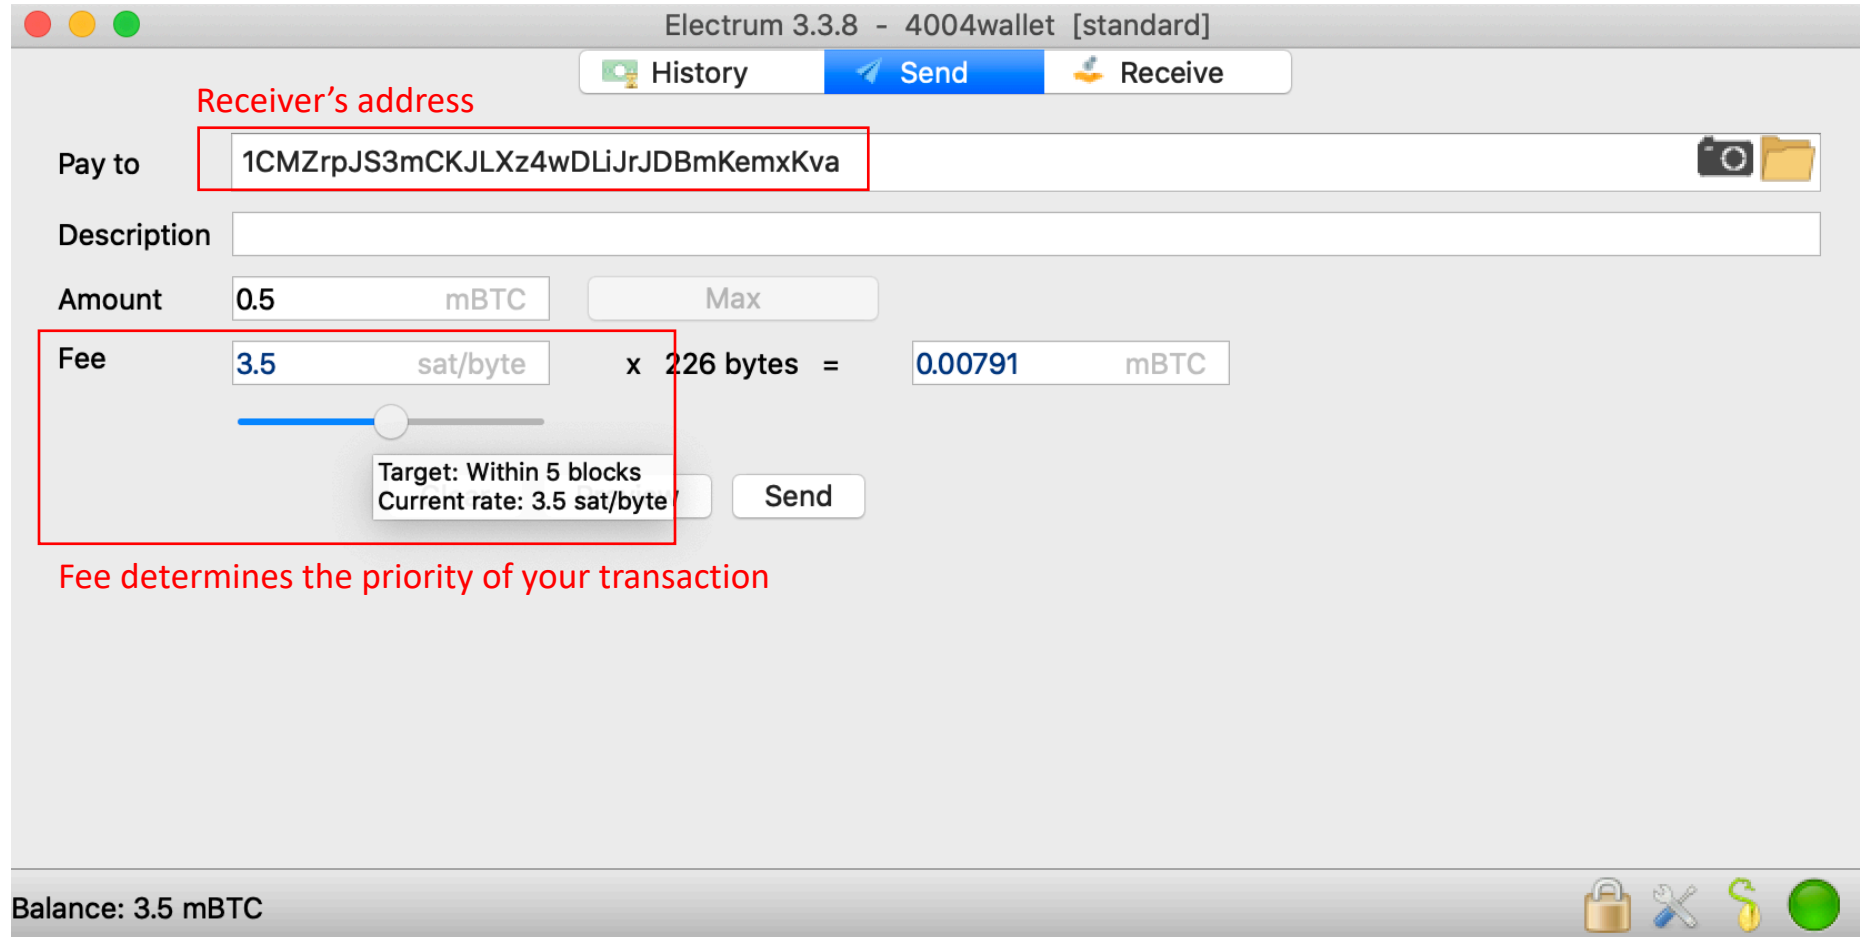 Electrum 3.3.8 - 4004wallet [standard]
History Send Receive
Receiver's address
Pay to 1CMZrpJS3mCKJLXz4wDLiJrJDBmKemxKva
Description
Amount 0.5 mBTC Max
Fee 3.5 sat/byte x 226 bytes = 0.00791 mBTC
Target: Within 5 blocks
Current rate: 3.5 sat/byte
Send
Fee determines the priority of your transaction
Balance: 3.5 mBTC